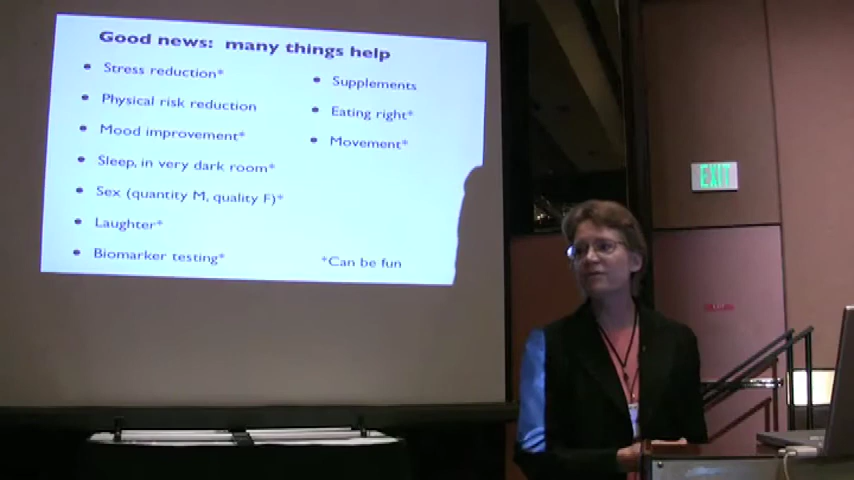 Good news: many things help
• Stress reduction*
• Physical risk reduction
• Mood improvement*
• Sleep, in very dark room*
• Sex (quantity M, quality F)*
• Laughter*
• Biomarker testing*
• Supplements
• Eating right*
• Movement*
*Can be fun
EXIT